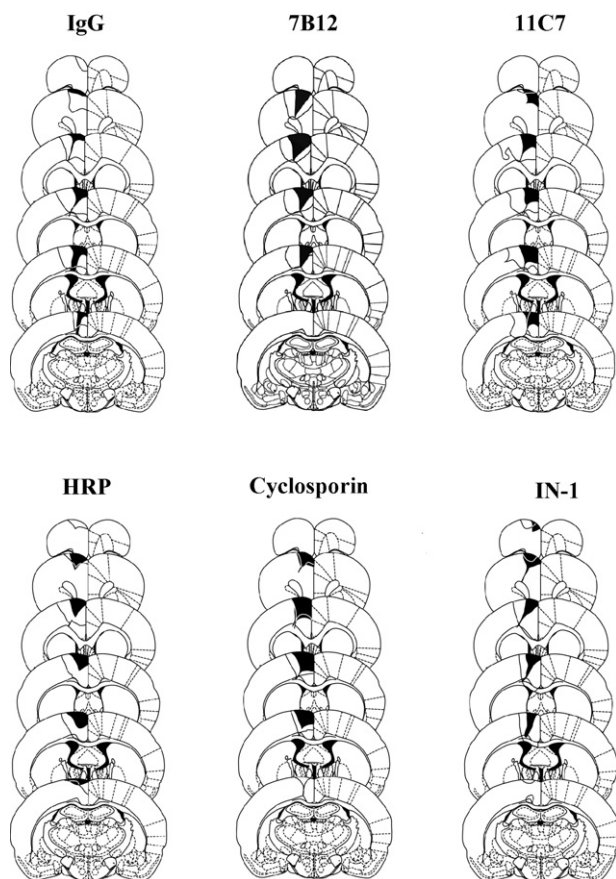 IgG
7B12
11C7
HRP
Cyclosporin
IN-1